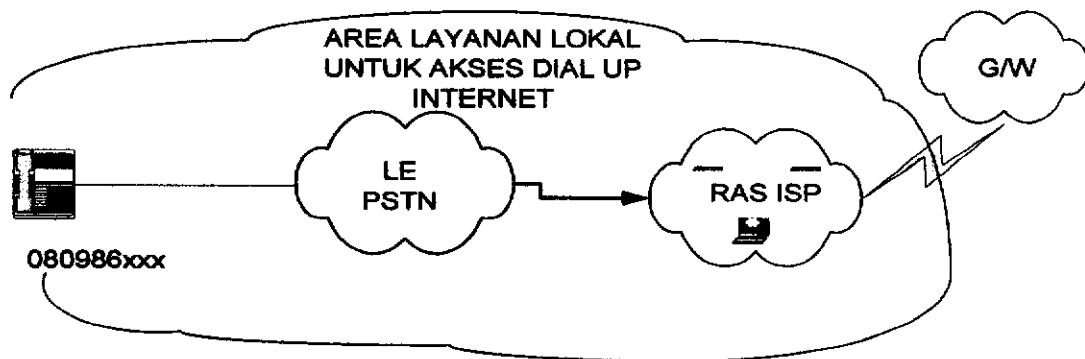 AREA LAYANAN LOKAL
UNTUK AKSES DIAL UP
INTERNET
G/W
LE
PSTN
RAS ISP
080986xxx